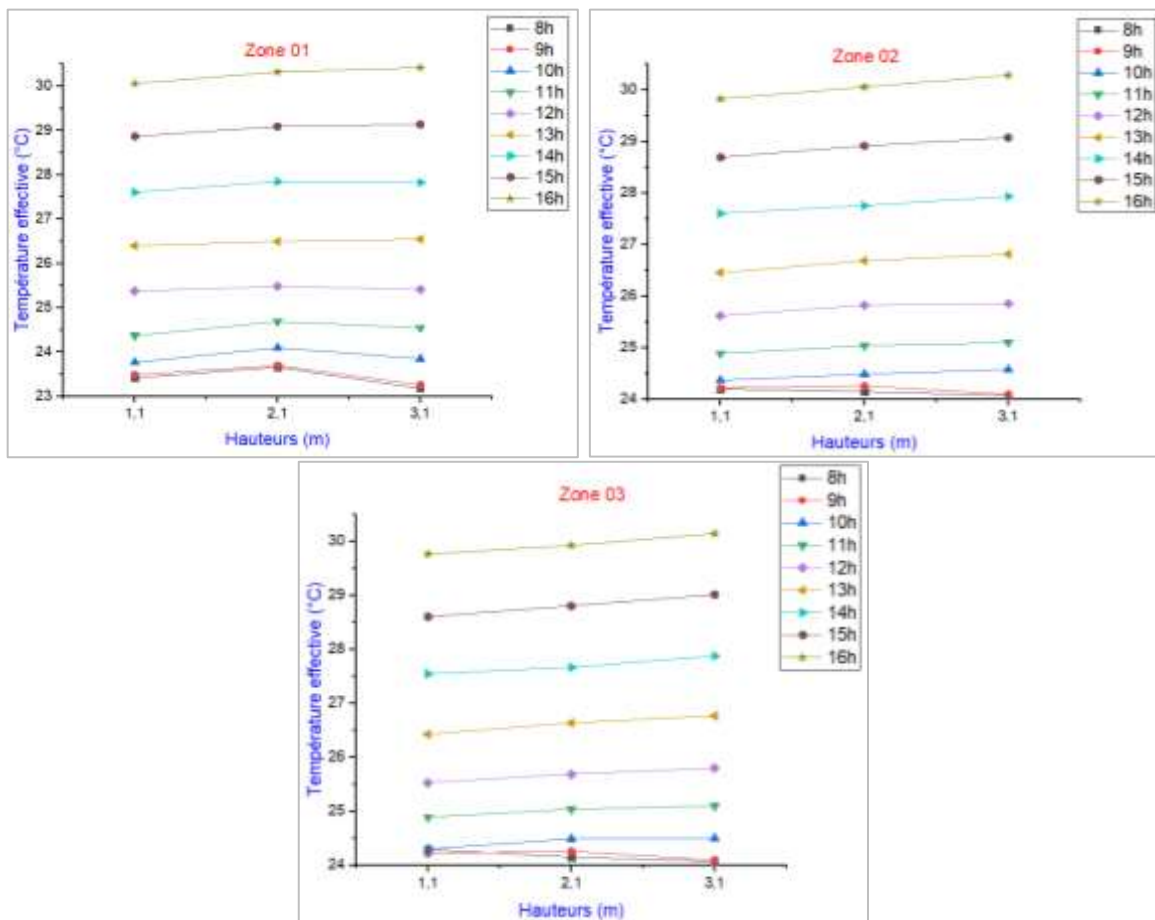 Zone 01
Température effective (°C)
30
29
28
27
26
25
24
23
1,1
2,1
3,1
Hauteurs (m)
8h
9h
10h
11h
12h
13h
14h
15h
16h
Zone 02
Température effective (°C)
30
29
28
27
26
25
24
1,1
2,1
3,1
Hauteurs (m)
8h
9h
10h
11h
12h
13h
14h
15h
16h
Zone 03
Température effective (°C)
30
29
28
27
26
25
24
1,1
2,1
3,1
Hauteurs (m)
8h
9h
10h
11h
12h
13h
14h
15h
16h